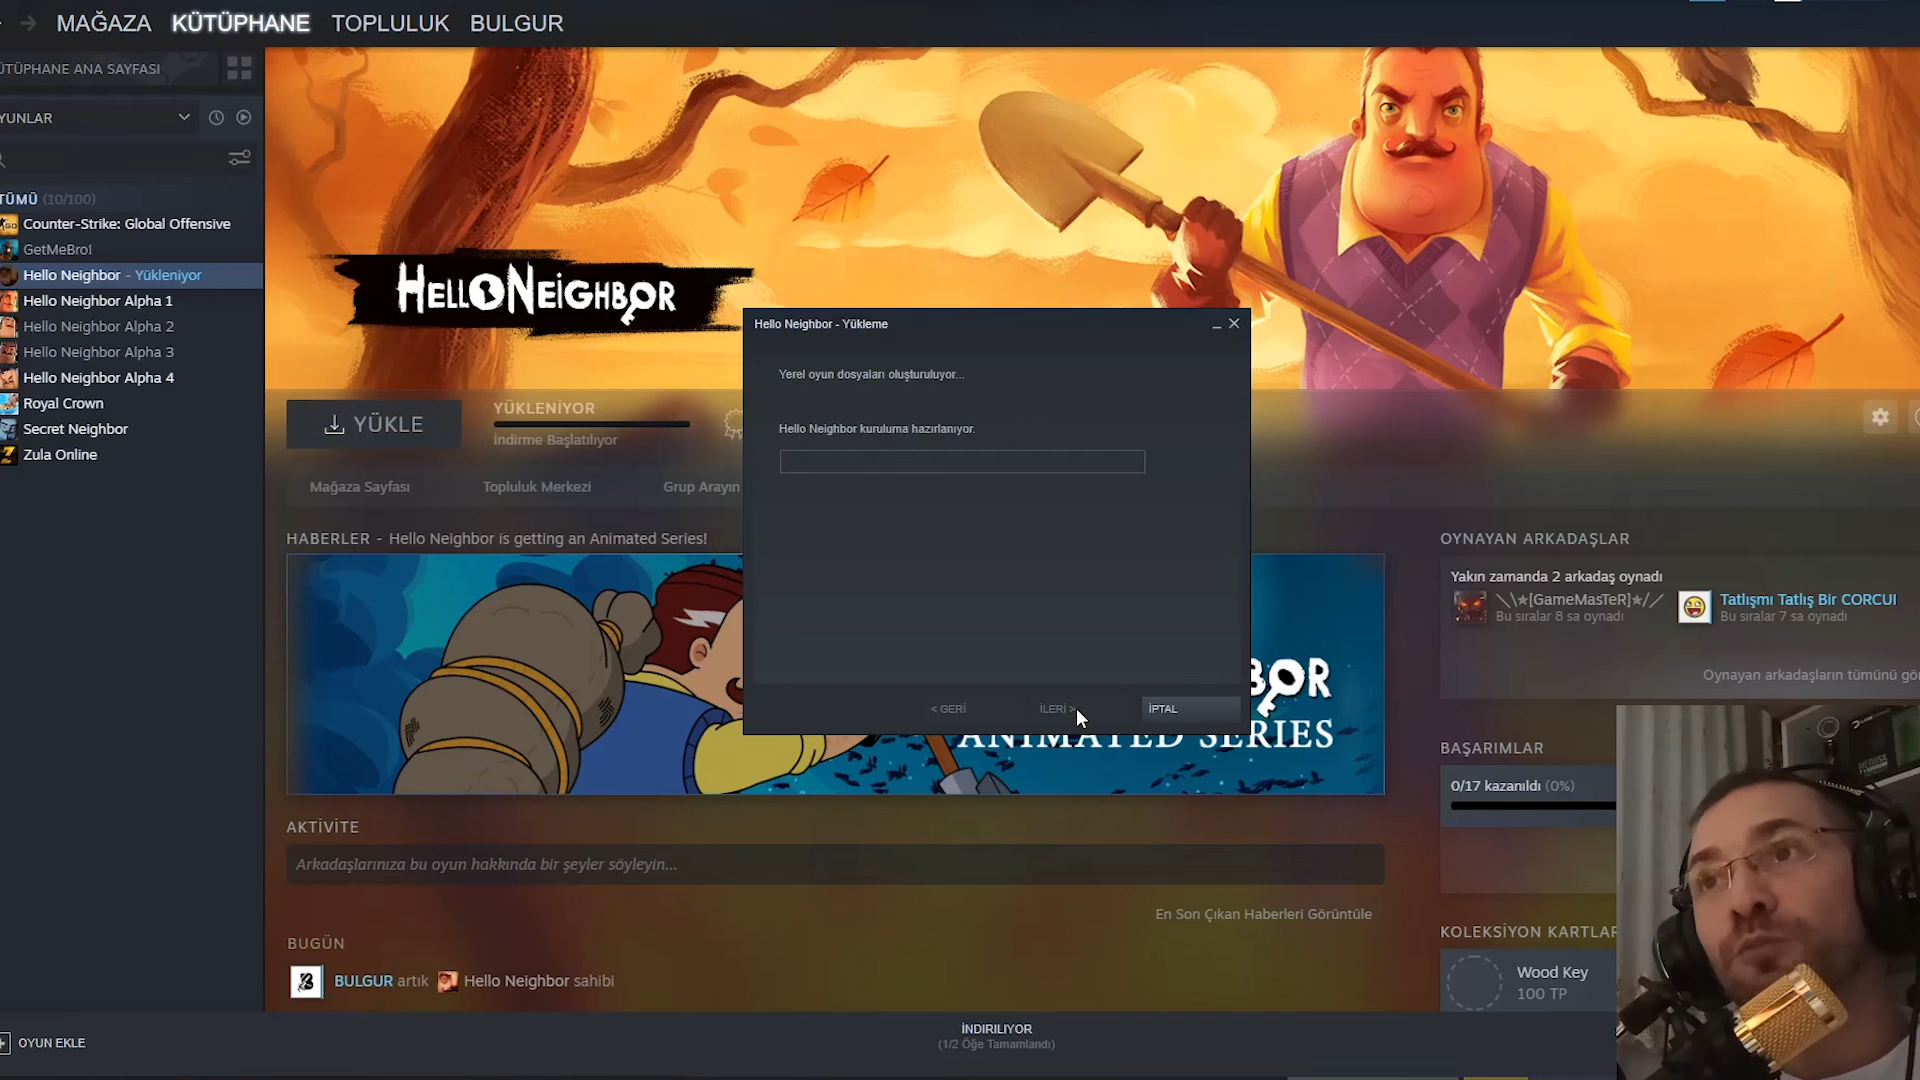 MAĞAZA KÜTÜPHANE TOPLULUK BULGUR
ÜTÜPHANE ANA SAYFASI
YUNLAR
TÜMÜ (10/100)
Counter-Strike: Global Offensive
GetMeBro!
Hello Neighbor - Yükleniyor
Hello Neighbor Alpha 1
Hello Neighbor Alpha 2
Hello Neighbor Alpha 3
Hello Neighbor Alpha 4
Royal Crown
Secret Neighbor
Zula Online
OYUN EKLE
HELLO NEIGHBOR
YÜKLE
YÜKLENİYOR
İndirme Başlatılıyor
Mağaza Sayfası
Topluluk Merkezi
Grup Arayın
Hello Neighbor - Yükleme
Yerel oyun dosyaları oluşturuluyor...
Hello Neighbor kuruluma hazırlanıyor.
< GERİ
İLERİ >
İPTAL
HABERLER - Hello Neighbor is getting an Animated Series!
BOR
ANIMATED SERIES
AKTİVİTE
Arkadaşlarınıza bu oyun hakkında bir şeyler söyleyin...
En Son Çıkan Haberleri Görüntüle
BUGÜN
BULGUR artık Hello Neighbor sahibi
OYNAYAN ARKADAŞLAR
Yakın zamanda 2 arkadaş oynadı
\\★[GameMasTeR]★//
Bu sıralar 8 sa oynadı
Tatlışmı Tatlış Bir CORCUI
Bu sıralar 7 sa oynadı
Oynayan arkadaşların tümünü gör
BAŞARIMLAR
0/17 kazanıldı (0%)
KOLEKSİYON KARTLAR
Wood Key
100 TP
İNDIRILIYOR
(1/2 Öğe Tamamlandı)
MEDUSA